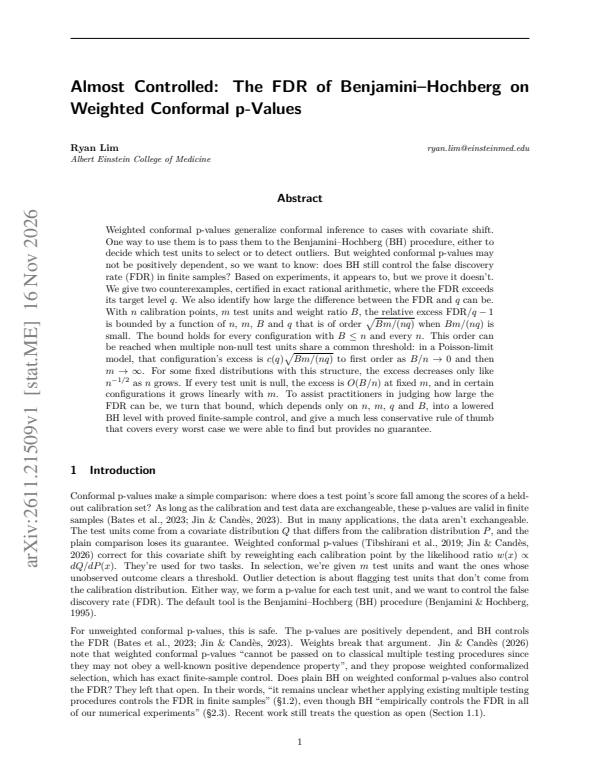 Almost Controlled: The FDR of Benjamini–Hochberg on
Weighted Conformal p-Values
Ryan Lim
ryan.lim@einsteinmed.edu
Albert Einstein College of Medicine
arXiv:2611.21509v1 [stat.ME] 16 Nov 2026
Abstract
Weighted conformal p-values generalize conformal inference to cases with covariate shift.
One way to use them is to pass them to the Benjamini–Hochberg (BH) procedure, either to
decide which test units to select or to detect outliers. But weighted conformal p-values may
not be positively dependent, so we want to know: does BH still control the false discovery
rate (FDR) in finite samples? Based on experiments, it appears to, but we prove it doesn't.
We give two counterexamples, certified in exact rational arithmetic, where the FDR exceeds
its target level q. We also identify how large the difference between the FDR and q can be.
With n calibration points, m test units and weight ratio B, the relative excess FDR/q − 1
is bounded by a function of n, m, B and q that is of order √Bm/(nq) when Bm/(nq) is
small. The bound holds for every configuration with B ≤ n and every n. This order can
be reached when multiple non-null test units share a common threshold: in a Poisson-limit
model, that configuration's excess is c(q)√Bm/(nq) to first order as B/n → 0 and then
m → ∞. For some fixed distributions with this structure, the excess decreases only like
n⁻¹/² as n grows. If every test unit is null, the excess is O(B/n) at fixed m, and in certain
configurations it grows linearly with m. To assist practitioners in judging how large the
FDR can be, we turn that bound, which depends only on n, m, q and B, into a lowered
BH level with proved finite-sample control, and give a much less conservative rule of thumb
that covers every worst case we were able to find but provides no guarantee.
1 Introduction
Conformal p-values make a simple comparison: where does a test point's score fall among the scores of a held-
out calibration set? As long as the calibration and test data are exchangeable, these p-values are valid in finite
samples (Bates et al., 2023; Jin & Candès, 2023). But in many applications, the data aren't exchangeable.
The test units come from a covariate distribution Q that differs from the calibration distribution P, and the
plain comparison loses its guarantee. Weighted conformal p-values (Tibshirani et al., 2019; Jin & Candès,
2026) correct for this covariate shift by reweighting each calibration point by the likelihood ratio w(x) ∝
dQ/dP(x). They're used for two tasks. In selection, we're given m test units and want the ones whose
unobserved outcome clears a threshold. Outlier detection is about flagging test units that don't come from
the calibration distribution. Either way, we form a p-value for each test unit, and we want to control the false
discovery rate (FDR). The default tool is the Benjamini–Hochberg (BH) procedure (Benjamini & Hochberg,
1995).
For unweighted conformal p-values, this is safe. The p-values are positively dependent, and BH controls
the FDR (Bates et al., 2023; Jin & Candès, 2023). Weights break that argument. Jin & Candès (2026)
note that weighted conformal p-values “cannot be passed on to classical multiple testing procedures since
they may not obey a well-known positive dependence property”, and they propose weighted conformalized
selection, which has exact finite-sample control. Does plain BH on weighted conformal p-values also control
the FDR? They left that open. In their words, “it remains unclear whether applying existing multiple testing
procedures controls the FDR in finite samples” (§1.2), even though BH “empirically controls the FDR in all
of our numerical experiments” (§2.3). Recent work still treats the question as open (Section 1.1).
1